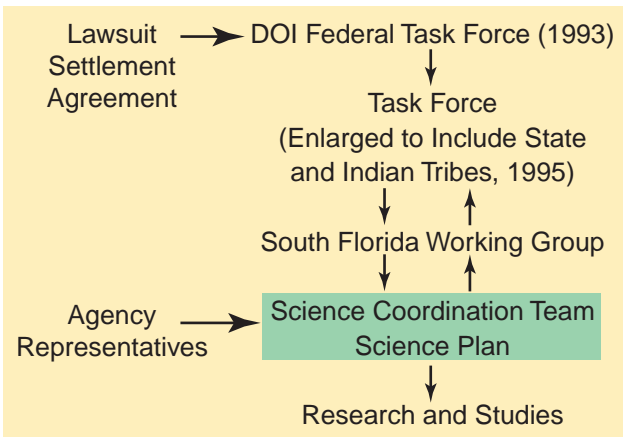 Lawsuit
Settlement
Agreement
DOI Federal Task Force (1993)
Task Force
(Enlarged to Include State
and Indian Tribes, 1995)
South Florida Working Group
Agency
Representatives
Science Coordination Team
Science Plan
Research and Studies